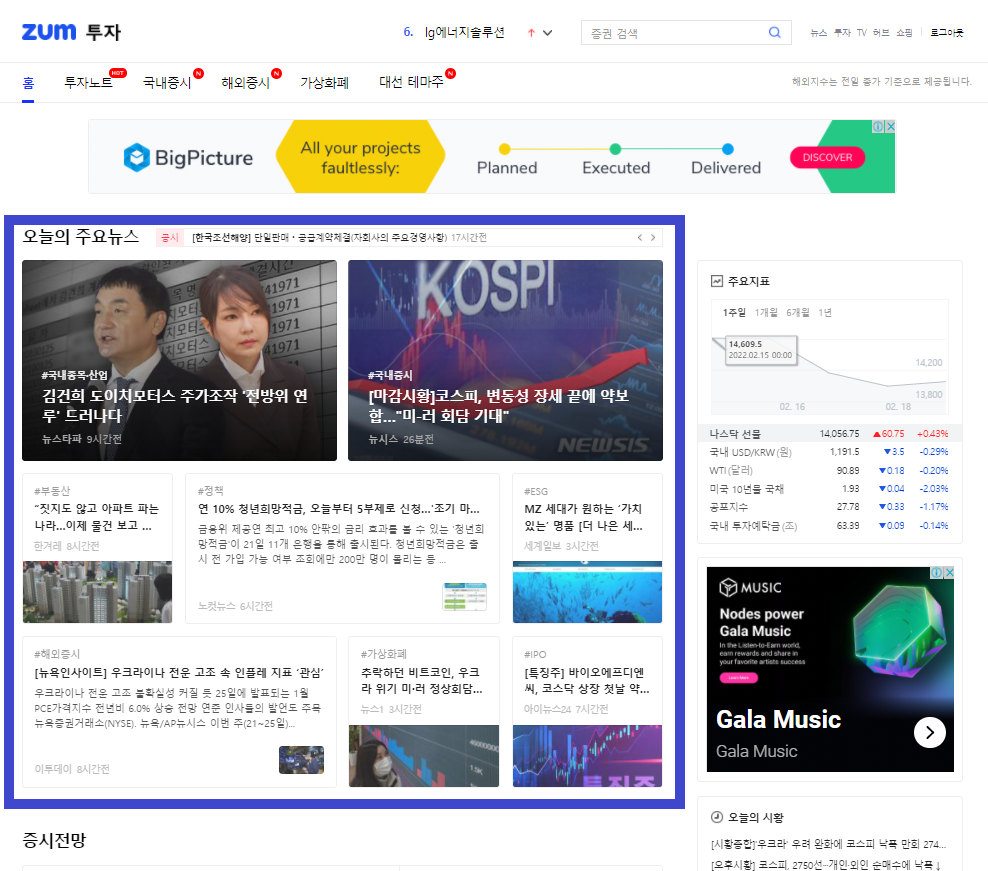 zum 투자
6. lg에너지솔루션
증권 검색
뉴스 투자 TV 허브 쇼핑 로그아웃
홈 투자노트 HOT 국내증시 N 해외증시 N 가상화폐 대선 테마주 N
해외지수는 전일 종가 기준으로 제공됩니다.
BigPicture
All your projects
faultlessly:
Planned Executed Delivered
DISCOVER
오늘의 주요뉴스
공시 [한국조선해양] 단일판매・공급계약체결(자회사의 주요경영사항) 17시간전
#국내종목·산업
김건희 도이치모터스 주가조작 '전방위 연
루' 드러나다
뉴스타파 9시간전
KOSPI
#국내증시
[마감시황]코스피, 변동성 장세 끝에 약보
합…"미-러 회담 기대"
뉴시스 26분전
NEWSIS
#부동산
“짓지도 않고 아파트 파는
나라…이제 물건 보고 ...
한겨레 8시간전
#정책
연 10% 청년희망적금, 오늘부터 5부제로 신청…'조기 마...
금융위 제공연 최고 10% 안팎의 금리 효과를 볼 수 있는 '청년희
망적금'이 21일 11개 은행을 통해 출시된다. 청년희망적금은 출
시 전 가입 가능 여부 조회에만 200만 명이 몰리는 등 ...
노컷뉴스 6시간전
#ESG
MZ 세대가 원하는 ‘가치
있는’ 명품 [더 나은 세...
세계일보 3시간전
#해외증시
[뉴욕인사이트] 우크라이나 전운 고조 속 인플레 지표 ‘관심’
우크라이나 전운 고조 불확실성 커질 듯 25일에 발표되는 1월
PCE가격지수 전년비 6.0% 상승 전망 연준 인사들의 발언도 주목
뉴욕증권거래소(NYSE). 뉴욕/AP뉴시스 이번 주(21~25일)...
이투데이 8시간전
#가상화폐
추락하던 비트코인, 우크
라 위기 미·러 정상회담...
뉴스1 3시간전
#IPO
[특징주] 바이오에프디엔
씨, 코스닥 상장 첫날 약...
아이뉴스24 7시간전
특징주
주요지표
1주일 1개월 6개월 1년
14,609.5
2022.02.15 00:00
14,200
13,800
02. 16 02. 18
나스닥 선물 14,056.75 ▲60.75 +0.43%
국내 USD/KRW (원) 1,191.5 ▼3.5 -0.29%
WTI (달러) 90.89 ▼0.18 -0.20%
미국 10년물 국채 1.93 ▼0.04 -2.03%
공포지수 27.78 ▼0.33 -1.17%
국내 투자예탁금 (조) 63.39 ▼0.09 -0.14%
MUSIC
Nodes power
Gala Music
In the Listen-to-Earn world,
earn rewards and share in
your favorite artists success
Learn More
Gala Music
Gala Music
증시전망
오늘의 시황
[시황종합]'우크라' 우려 완화에 코스피 낙폭 만회 274...
[오후시황] 코스피, 2750선…개인·외인 순매수에 낙폭↓